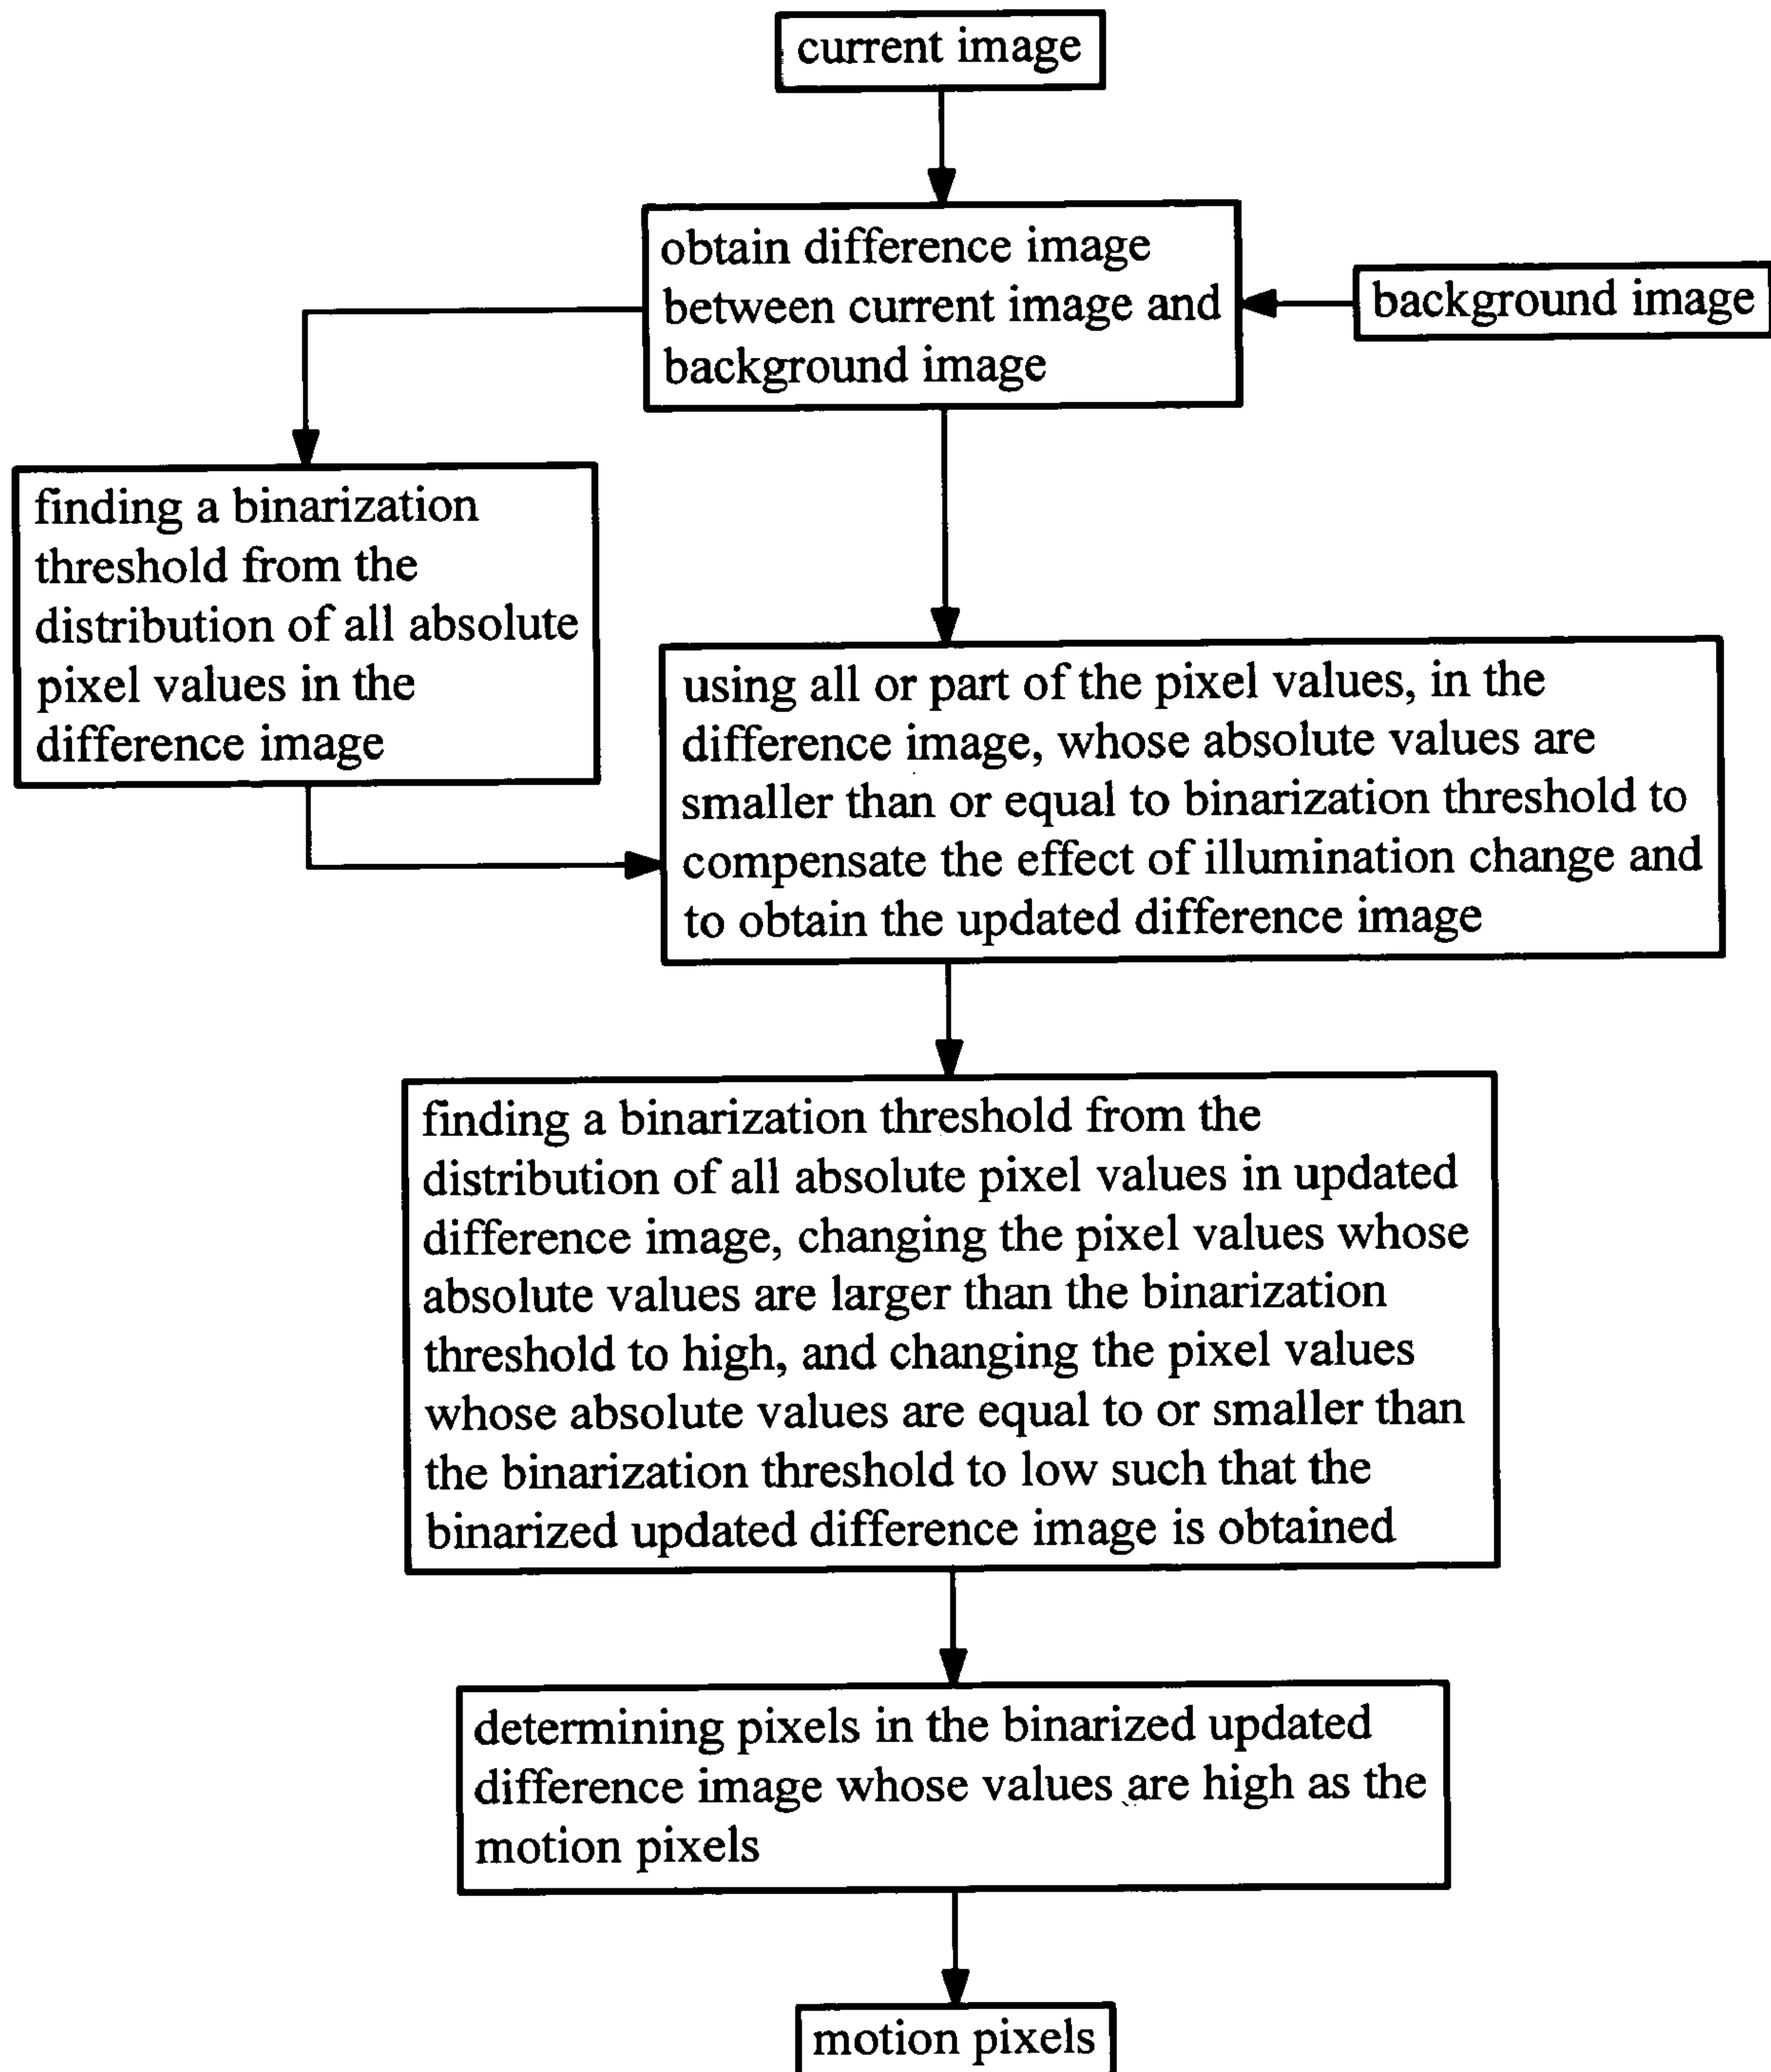 current image
obtain difference image
between current image and
background image
background image
finding a binarization
threshold from the
distribution of all absolute
pixel values in the
difference image
using all or part of the pixel values, in the
difference image, whose absolute values are
smaller than or equal to binarization threshold to
compensate the effect of illumination change and
to obtain the updated difference image
finding a binarization threshold from the
distribution of all absolute pixel values in updated
difference image, changing the pixel values whose
absolute values are larger than the binarization
threshold to high, and changing the pixel values
whose absolute values are equal to or smaller than
the binarization threshold to low such that the
binarized updated difference image is obtained
determining pixels in the binarized updated
difference image whose values are high as the
motion pixels
motion pixels